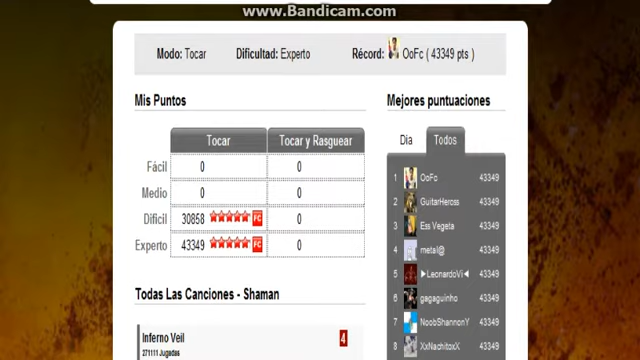 www.Bandicam.com
Modo: Tocar Dificultad: Experto Récord: OoFc ( 43349 pts )
Mis Puntos
Tocar Tocar y Rasguear
Fácil 0 0
Medio 0 0
Difícil 30858 FC 0
Experto 43349 FC 0
Todas Las Canciones - Shaman
Inferno Veil 4
271111 Jugadas
Mejores puntuaciones
Dia Todos
1 OoFc 43349
2 GuitarHeross 43349
3 Ess Vegeta 43349
4 metal@ 43349
5 ►LeonardoVi◄ 43349
6 gagaguinho 43349
7 NoobShannonY 43349
8 XxNachitoxX 43349